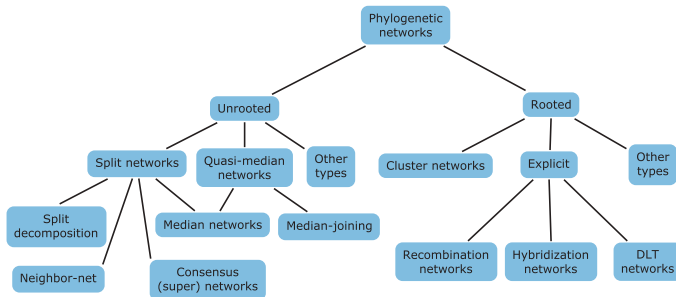 Phylogenetic
networks
Unrooted
Rooted
Split networks
Quasi-median
networks
Other
types
Cluster networks
Explicit
Other
types
Split
decomposition
Median networks
Median-joining
Neighbor-net
Consensus
(super) networks
Recombination
networks
Hybridization
networks
DLT
networks